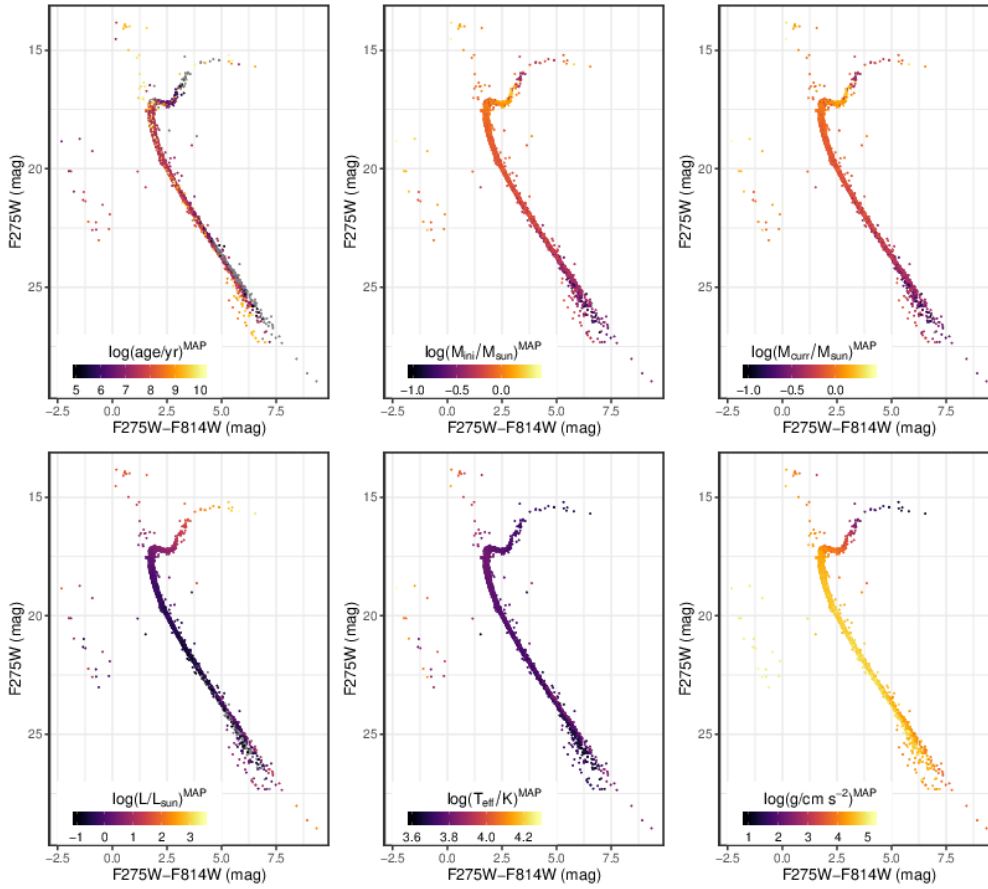 15
20
25
F275W (mag)
log(age/yr)^MAP
5 6 7 8 9 10
−2.5 0.0 2.5 5.0 7.5
F275W−F814W (mag)
15
20
25
F275W (mag)
log(M_ini/M_sun)^MAP
−1.0 −0.5 0.0
−2.5 0.0 2.5 5.0 7.5
F275W−F814W (mag)
15
20
25
F275W (mag)
log(M_curr/M_sun)^MAP
−1.0 −0.5 0.0
−2.5 0.0 2.5 5.0 7.5
F275W−F814W (mag)
15
20
25
F275W (mag)
log(L/L_sun)^MAP
−1 0 1 2 3
−2.5 0.0 2.5 5.0 7.5
F275W−F814W (mag)
15
20
25
F275W (mag)
log(T_eff/K)^MAP
3.6 3.8 4.0 4.2
−2.5 0.0 2.5 5.0 7.5
F275W−F814W (mag)
15
20
25
F275W (mag)
log(g/cm s⁻²)^MAP
1 2 3 4 5
−2.5 0.0 2.5 5.0 7.5
F275W−F814W (mag)